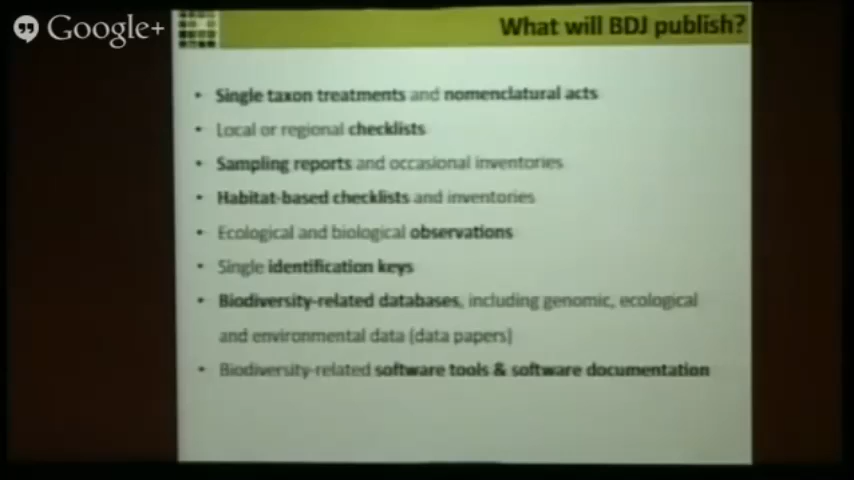 Google+
What will BDJ publish?
• Single taxon treatments and nomenclatural acts
• Local or regional checklists
• Sampling reports and occasional inventories
• Habitat-based checklists and inventories
• Ecological and biological observations
• Single identification keys
• Biodiversity-related databases, including genomic, ecological
and environmental data (data papers)
• Biodiversity-related software tools & software documentation